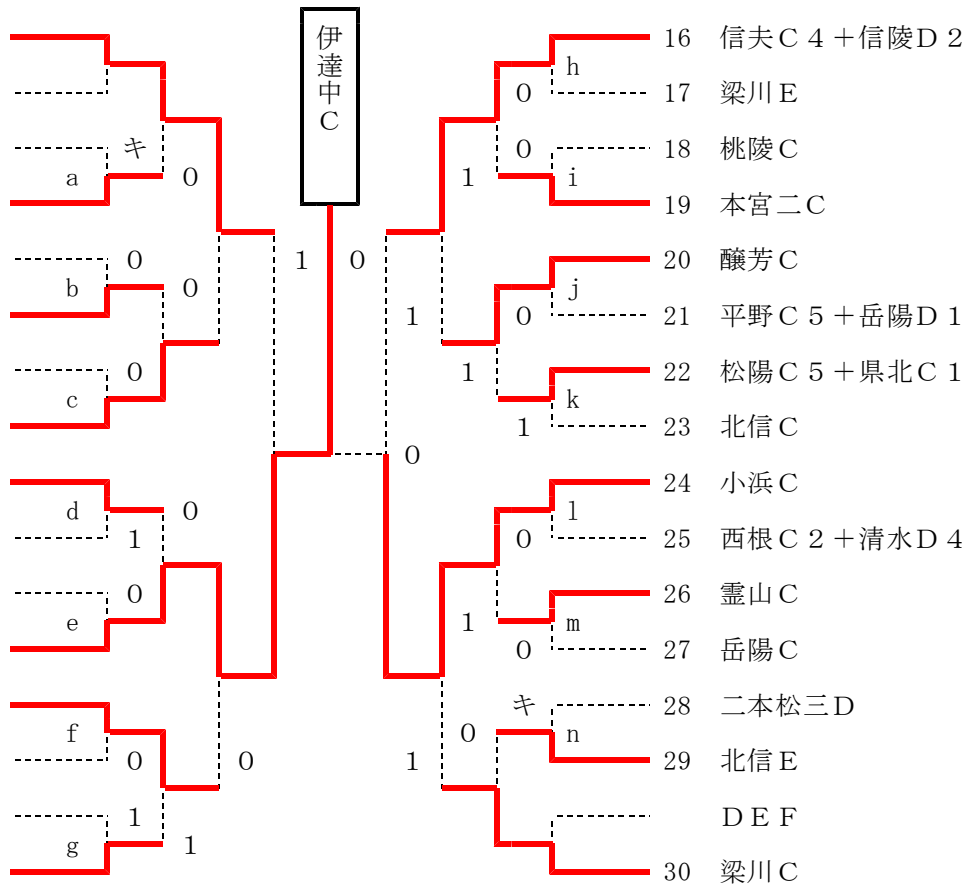 伊達中C
キ
a
0
b
0
0
c
0
d
0
1
e
0
f
0
0
g
1
1
1
0
0
h
0
0
i
1
j
0
1
1
k
1
l
0
m
1
0
キ
n
0
1
16 信夫C4+信陵D2
17 梁川E
18 桃陵C
19 本宮二C
20 醸芳C
21 平野C5+岳陽D1
22 松陽C5+県北C1
23 北信C
24 小浜C
25 西根C2+清水D4
26 霊山C
27 岳陽C
28 二本松三D
29 北信E
DEF
30 梁川C